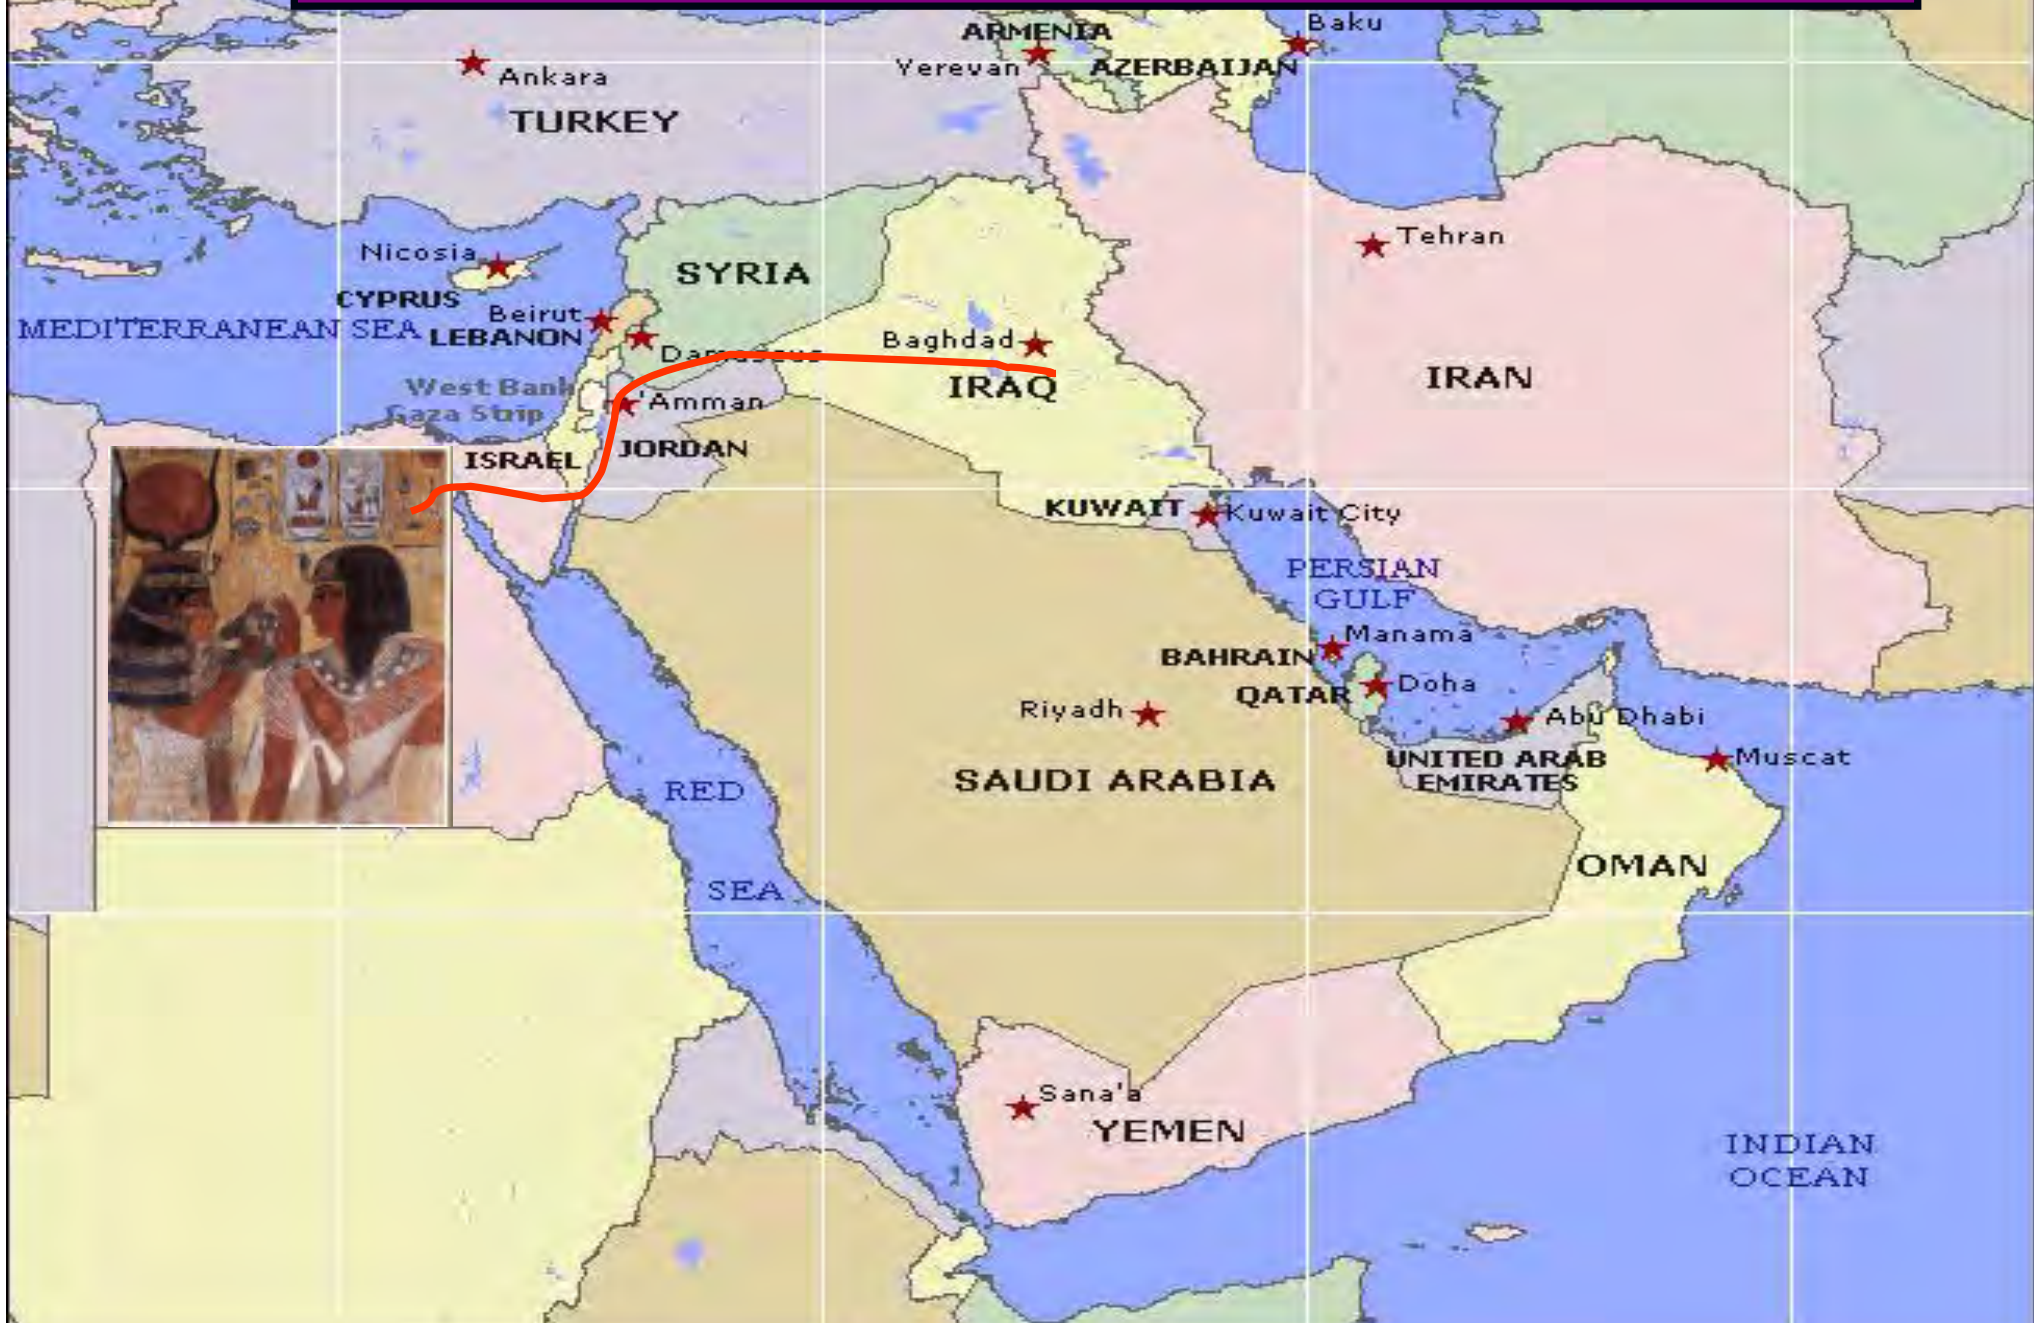 Baku
ARMENIA
Yerevan
AZERBAIJAN
Ankara
TURKEY
Tehran
Nicosia
SYRIA
CYPRUS
Beirut
MEDITERRANEAN SEA
LEBANON
Baghdad
Damascus
West Bank
IRAQ
IRAN
'Amman
Gaza Strip
JORDAN
ISRAEL
KUWAIT
Kuwait City
PERSIAN
GULF
Manama
BAHRAIN
Doha
QATAR
Riyadh
Abu Dhabi
UNITED ARAB
EMIRATES
Muscat
SAUDI ARABIA
RED
OMAN
SEA
Sana'a
YEMEN
INDIAN
OCEAN